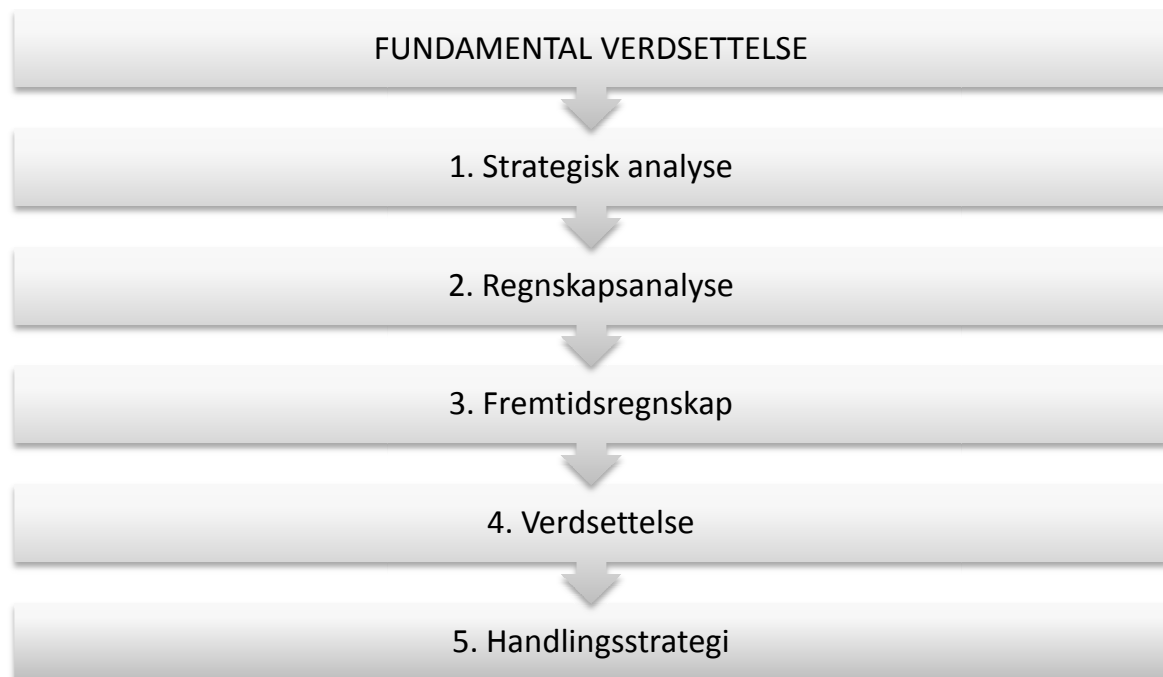 FUNDAMENTAL VERDSETTELSE
1. Strategisk analyse
2. Regnskapsanalyse
3. Fremtidsregnskap
4. Verdsettelse
5. Handlingsstrategi